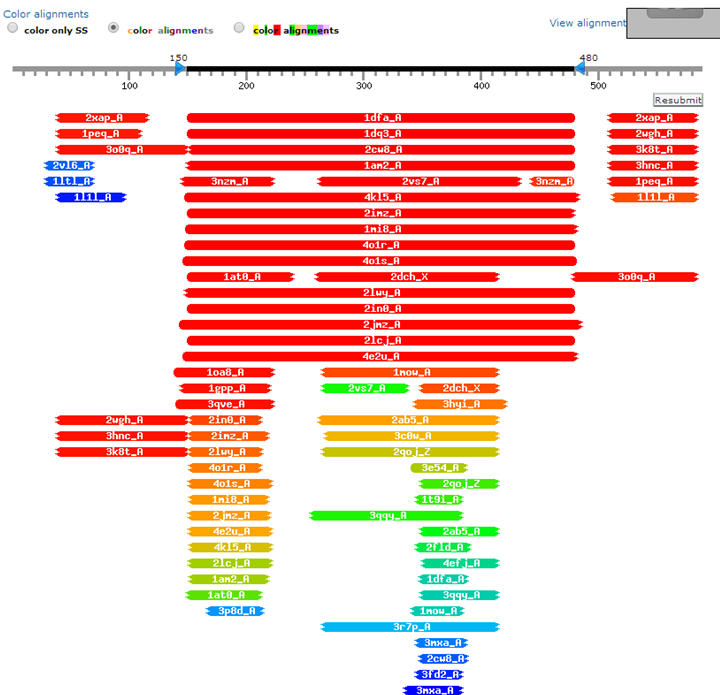 Color alignments
View alignment
color only SS color alignments color alignments
150 480
100 200 300 400 500
Resubmit
2xap_A 1dfa_A 2xap_A
1peq_A 1dq3_A 2wgh_A
3o0q_A 2cw8_A 3k8t_A
2vl6_A 1am2_A 3hnc_A
1ltl_A 3nzm_A 2vs7_A 3nzm_A 1peq_A
1l1l_A 4kl5_A 1l1l_A
2imz_A
1mi8_A
4o1r_A
4o1s_A
1at0_A 2dch_X 3o0q_A
2lwy_A
2in0_A
2jmz_A
2lcj_A
4e2u_A
1oa8_A 1mow_A
1gpp_A 2vs7_A 2dch_X
3qve_A 3hyi_A
2wgh_A 2in0_A 2ab5_A
3hnc_A 2imz_A 3c0w_A
3k8t_A 2lwy_A 2qoj_Z
4o1r_A 3e54_A
4o1s_A 2qoj_Z
1mi8_A 1t9i_A
2jmz_A 3qqy_A
4e2u_A 2ab5_A
4kl5_A 2fld_A
2lcj_A 4efj_A
1am2_A 1dfa_A
1at0_A 3qqy_A
3p8d_A 1mow_A
3r7p_A
3mxa_A
2cw8_A
3fd2_A
3mxa_A